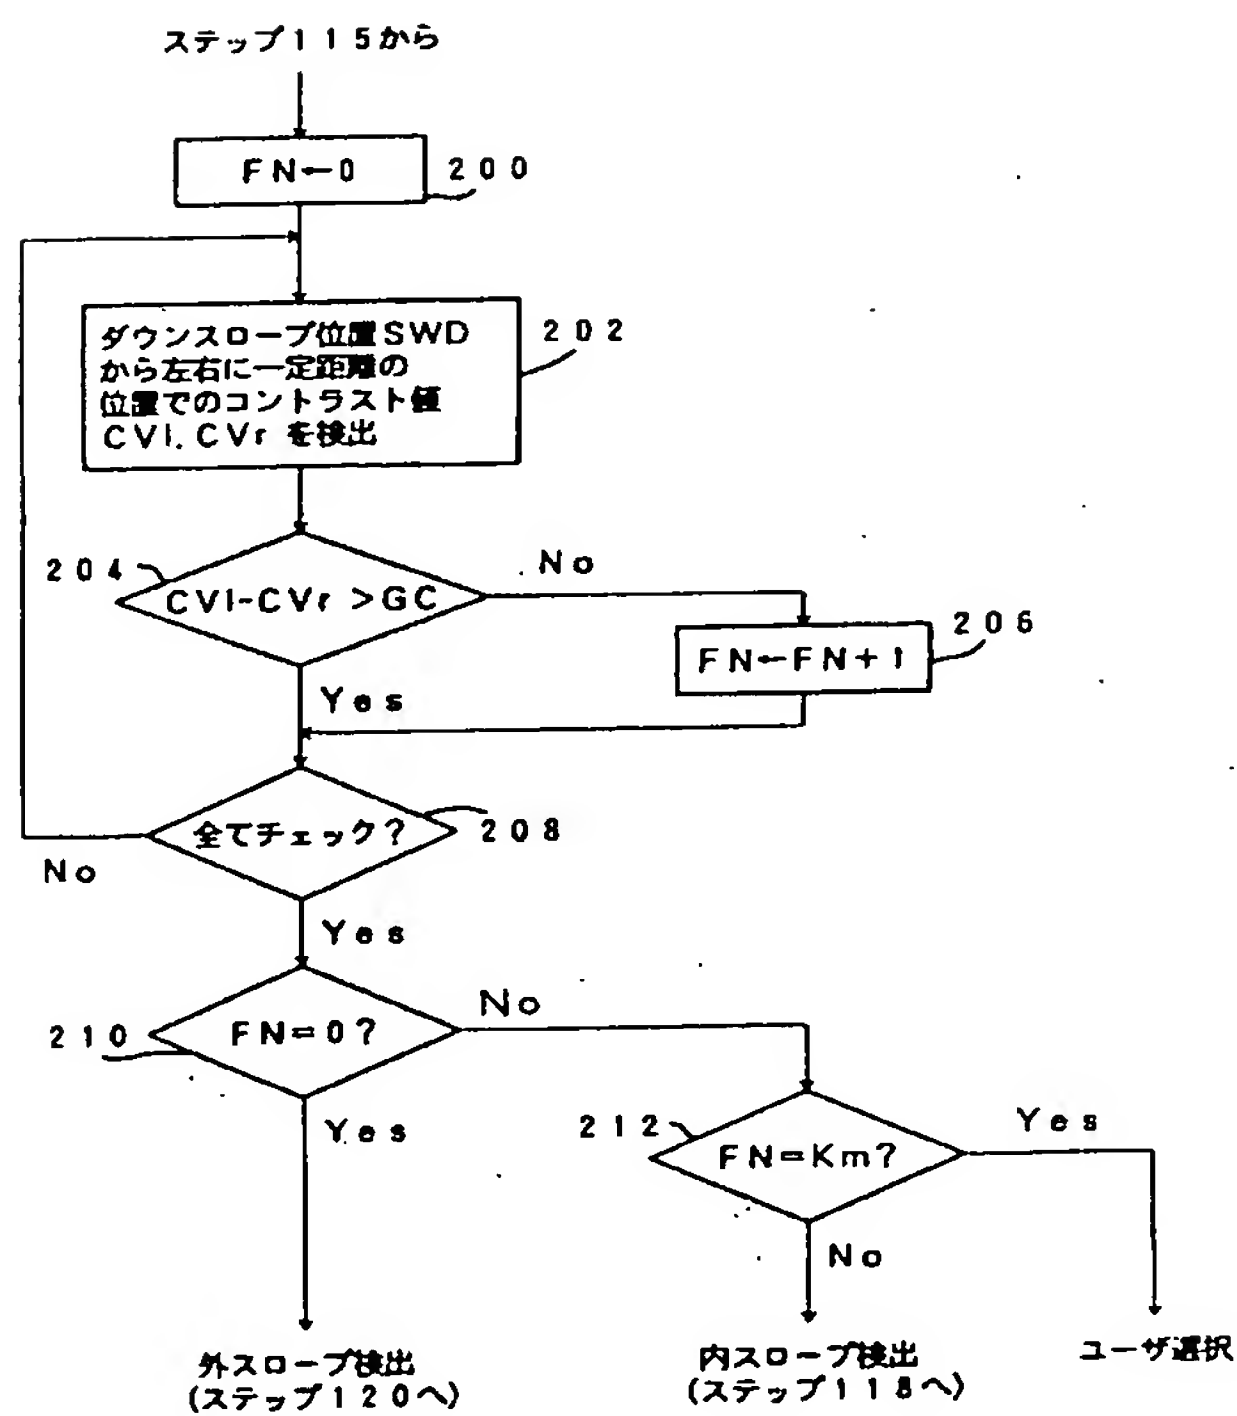 ステップ115から
FN←0
200
ダウンスロープ位置SWD
から左右に一定距離の
位置でのコントラスト値
CVl, CVr を検出
202
204
CVl-CVr >GC
No
206
FN←FN+1
Yes
全てチェック?
208
No
Yes
210
FN=0?
No
Yes
212
FN=Km?
Yes
No
外スロープ検出
(ステップ120へ)
内スロープ検出
(ステップ118へ)
ユーザ選択